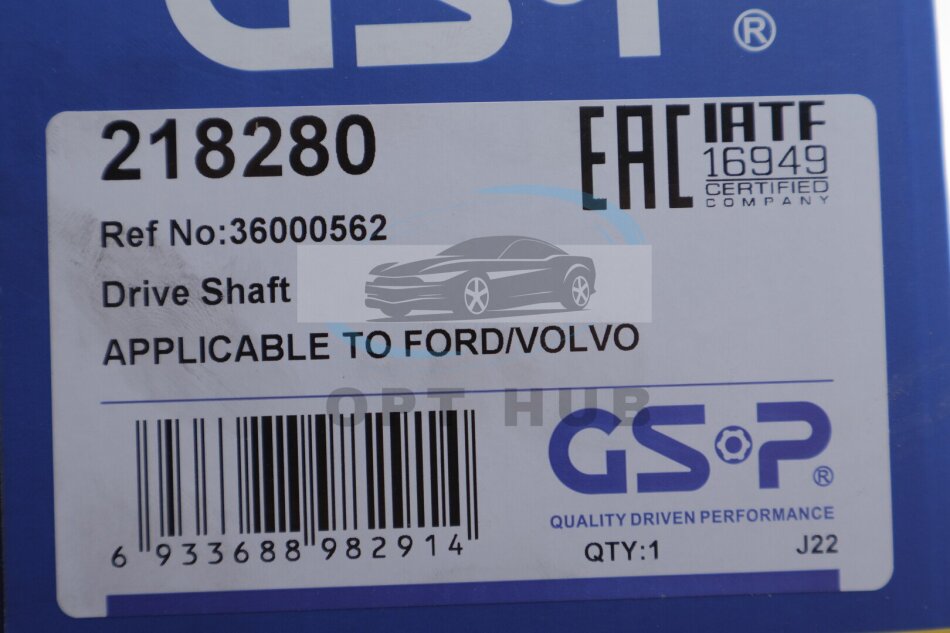 GSP ®
218280
EAC
IATF
16949
CERTIFIED
COMPANY
Ref No:36000562
Drive Shaft
APPLICABLE TO FORD/VOLVO
OPT HUB
GSP ®
QUALITY DRIVEN PERFORMANCE
6 933688 982914
QTY:1
J22